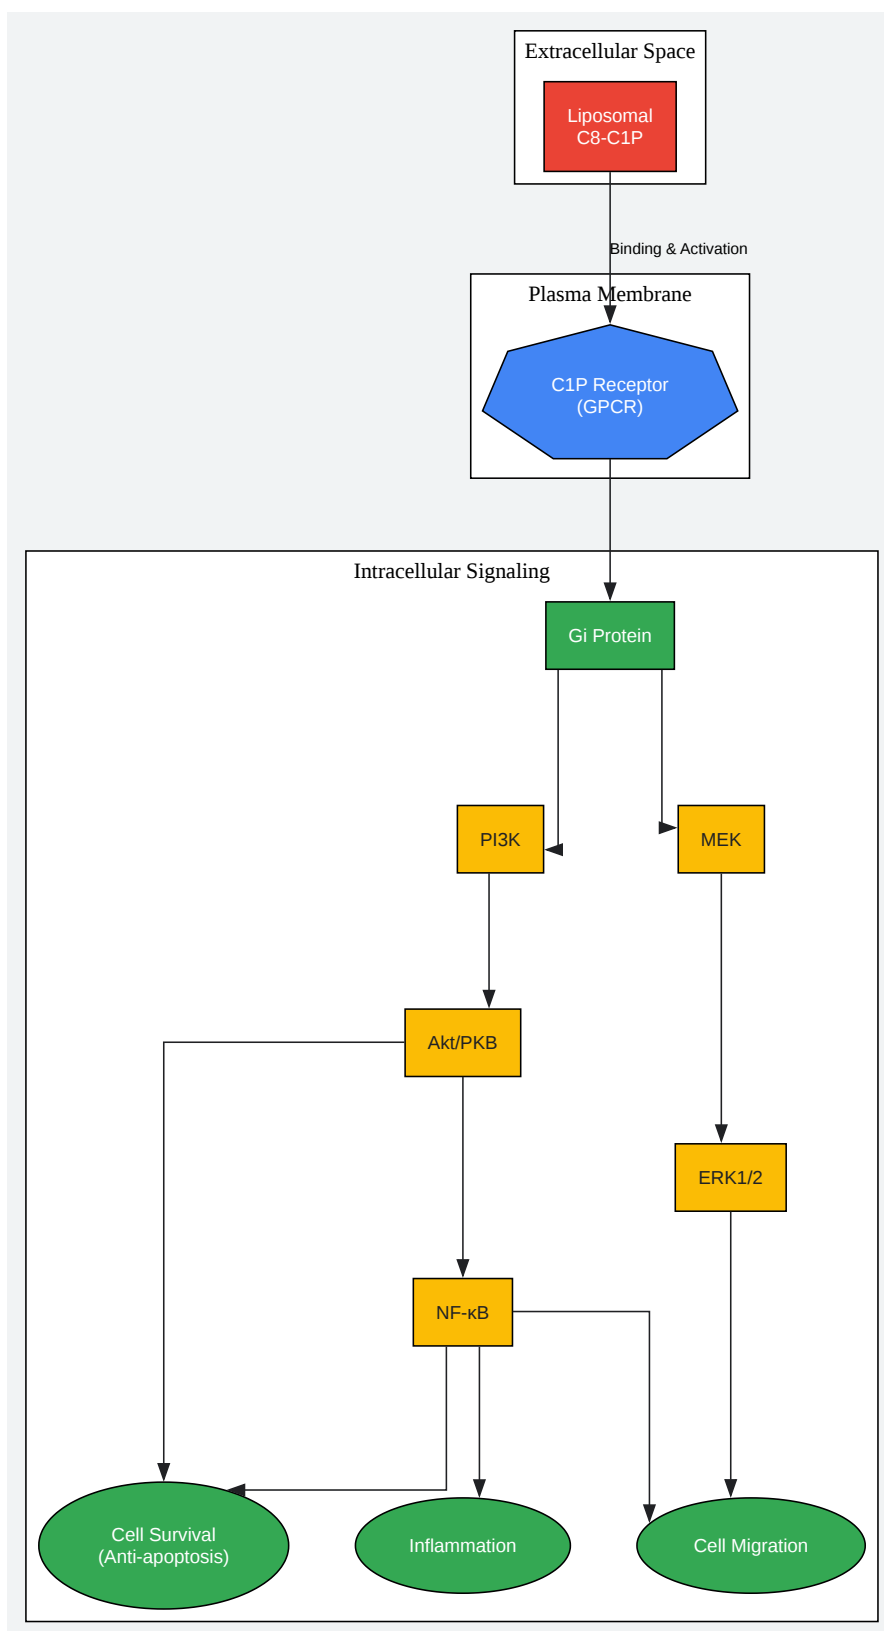 Extracellular Space
Liposomal
C8-C1P
Binding & Activation
Plasma Membrane
C1P Receptor
(GPCR)
Intracellular Signaling
Gi Protein
PI3K
MEK
Akt/PKB
ERK1/2
NF-κB
Cell Survival
(Anti-apoptosis)
Inflammation
Cell Migration